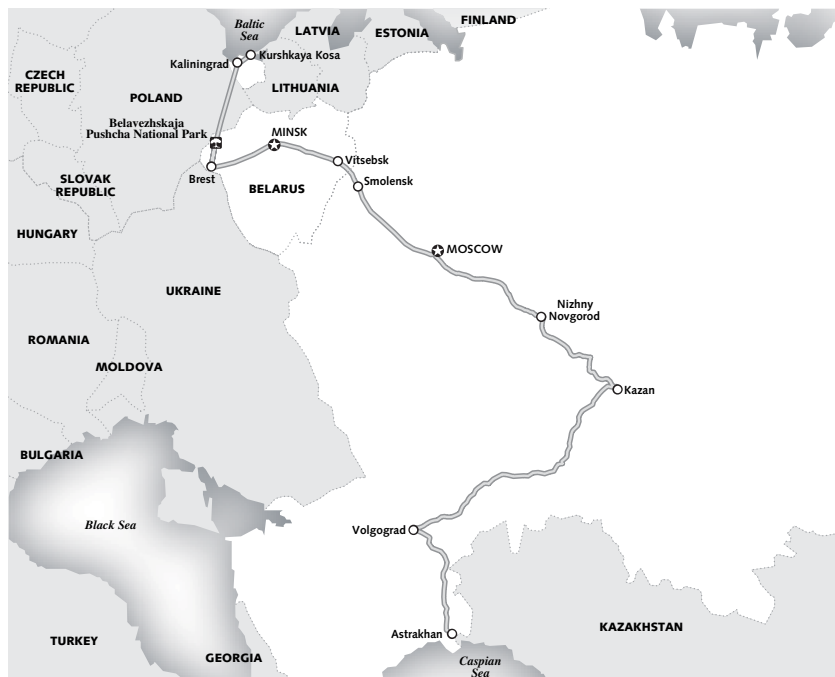 FINLAND
Baltic
Sea
LATVIA
ESTONIA
Kurshkaya Kosa
Kaliningrad
CZECH
REPUBLIC
LITHUANIA
POLAND
Belavezhskaja
Pushcha National Park
MINSK
Vitsebsk
Brest
SLOVAK
REPUBLIC
Smolensk
BELARUS
HUNGARY
MOSCOW
UKRAINE
Nizhny
Novgorod
ROMANIA
MOLDOVA
Kazan
BULGARIA
Black Sea
Volgograd
Astrakhan
KAZAKHSTAN
TURKEY
GEORGIA
Caspian
Sea